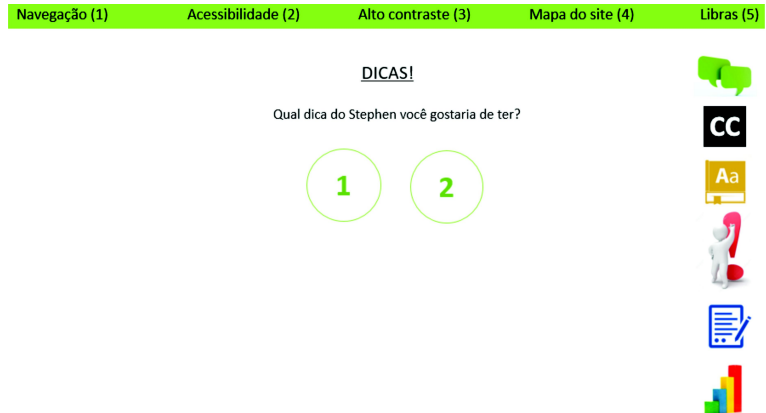 Navegação (1) Acessibilidade (2) Alto contraste (3) Mapa do site (4) Libras (5)
DICAS!
Qual dica do Stephen você gostaria de ter?
1 2
CC
Aa